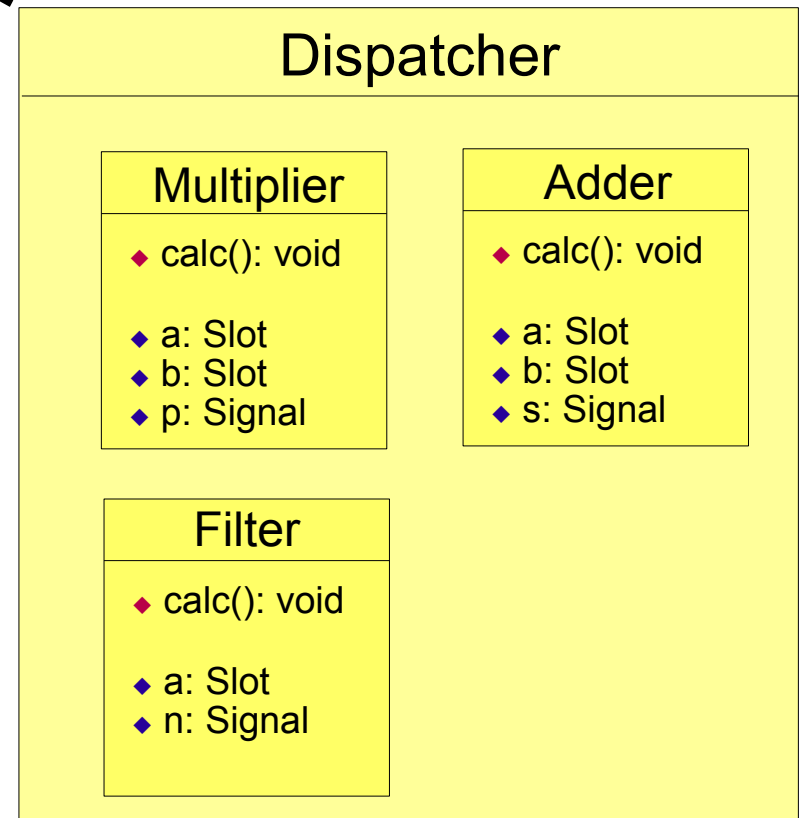 Dispatcher
Multiplier
◆ calc(): void
◆ a: Slot
◆ b: Slot
◆ p: Signal
Adder
◆ calc(): void
◆ a: Slot
◆ b: Slot
◆ s: Signal
Filter
◆ calc(): void
◆ a: Slot
◆ n: Signal